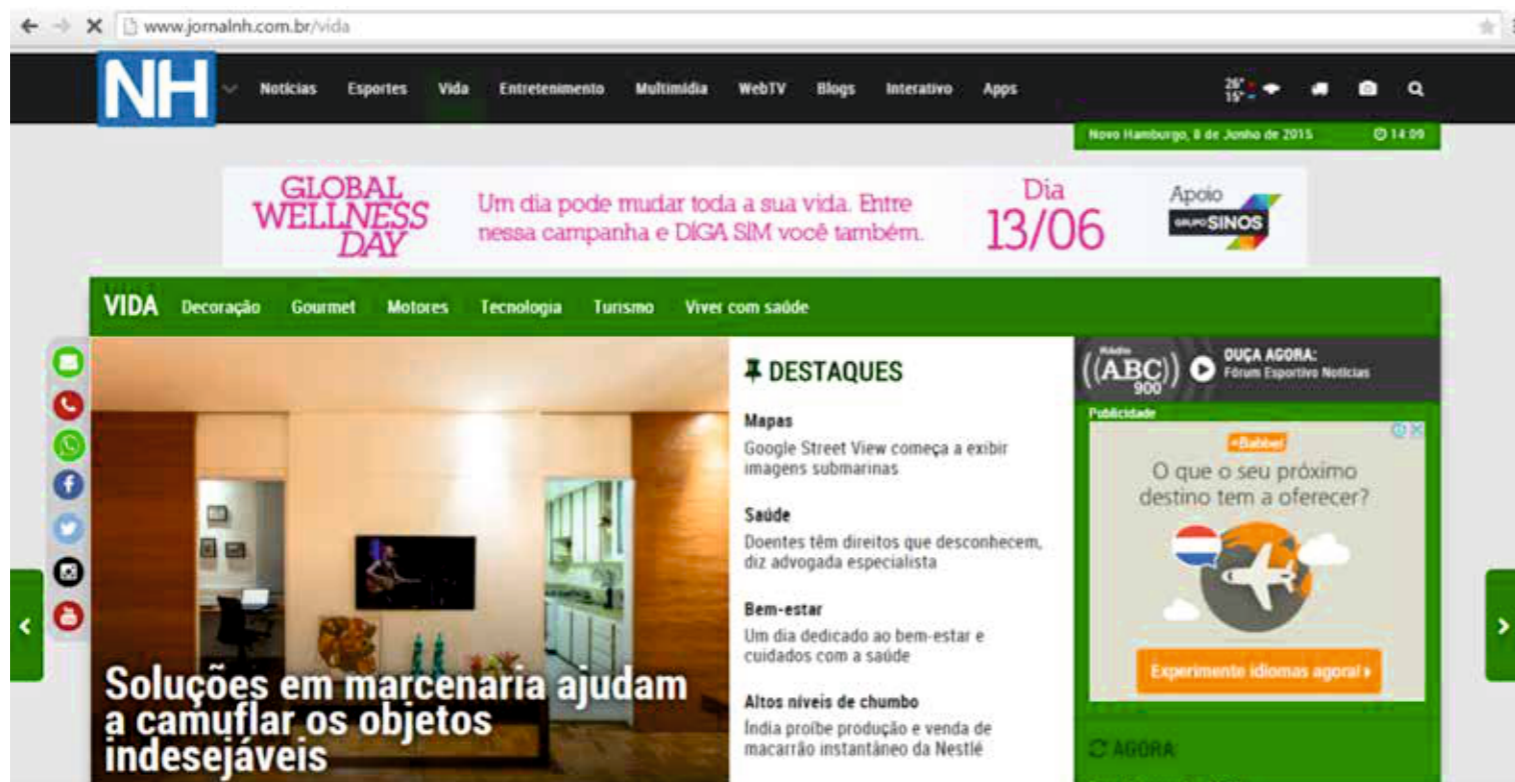 www.jornalnh.com.br/vida
NH
Notícias Esportes Vida Entretenimento Multimídia WebTV Blogs Interativo Apps
26°
15°
Novo Hamburgo, 8 de Junho de 2015 14:09
GLOBAL
WELLNESS
DAY
Um dia pode mudar toda a sua vida. Entre
nessa campanha e DIGA SIM você também.
Dia
13/06
Apoio
GRUPO SINOS
VIDA Decoração Gourmet Motores Tecnologia Turismo Viver com saúde
Soluções em marcenaria ajudam
a camuflar os objetos
indesejáveis
DESTAQUES
Mapas
Google Street View começa a exibir
imagens submarinas
Saúde
Doentes têm direitos que desconhecem,
diz advogada especialista
Bem-estar
Um dia dedicado ao bem-estar e
cuidados com a saúde
Altos níveis de chumbo
Índia proíbe produção e venda de
macarrão instantâneo da Nestlé
Rádio
ABC
900
OUÇA AGORA:
Fórum Esportivo Notícias
Publicidade
+Babbel
O que o seu próximo
destino tem a oferecer?
Experimente idiomas agora!
AGORA